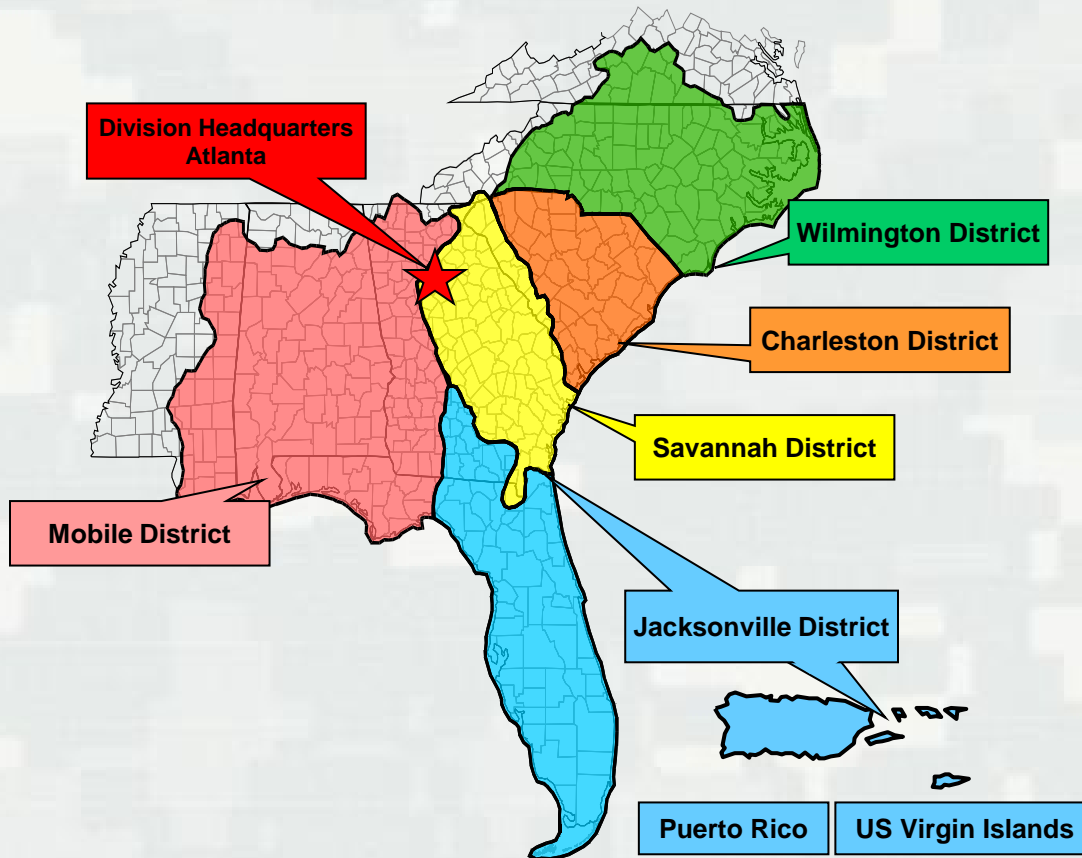 Division Headquarters
Atlanta
Wilmington District
Charleston District
Savannah District
Mobile District
Jacksonville District
Puerto Rico
US Virgin Islands